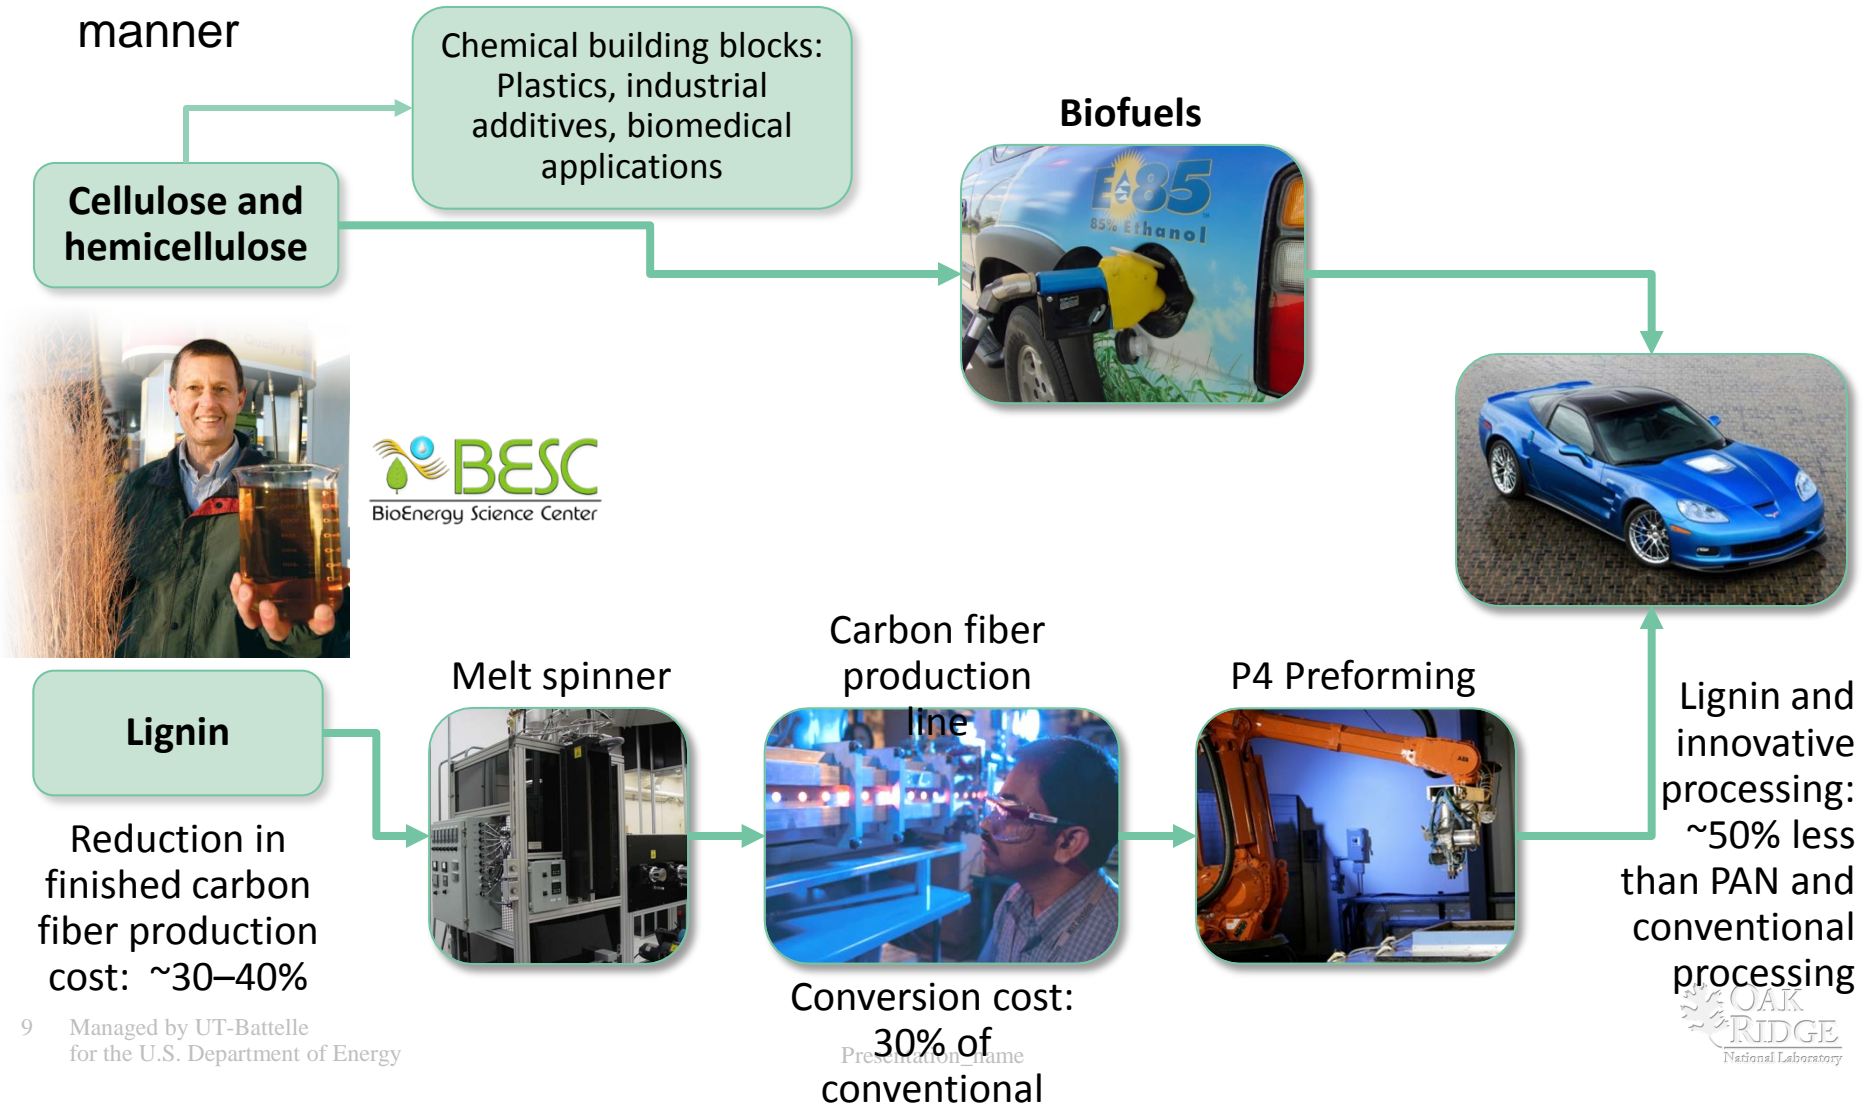 manner
Chemical building blocks:
Plastics, industrial
additives, biomedical
applications
Biofuels
Cellulose and
hemicellulose
E85
85% Ethanol
BESC
BioEnergy Science Center
Carbon fiber
production
line
Melt spinner
P4 Preforming
Lignin
Lignin and
innovative
processing:
~50% less
than PAN and
conventional
processing
ABB
Reduction in
finished carbon
fiber production
cost:  ~30–40%
Conversion cost:
30% of
conventional
9 Managed by UT-Battelle
for the U.S. Department of Energy
Presentation_name
OAK
RIDGE
National Laboratory